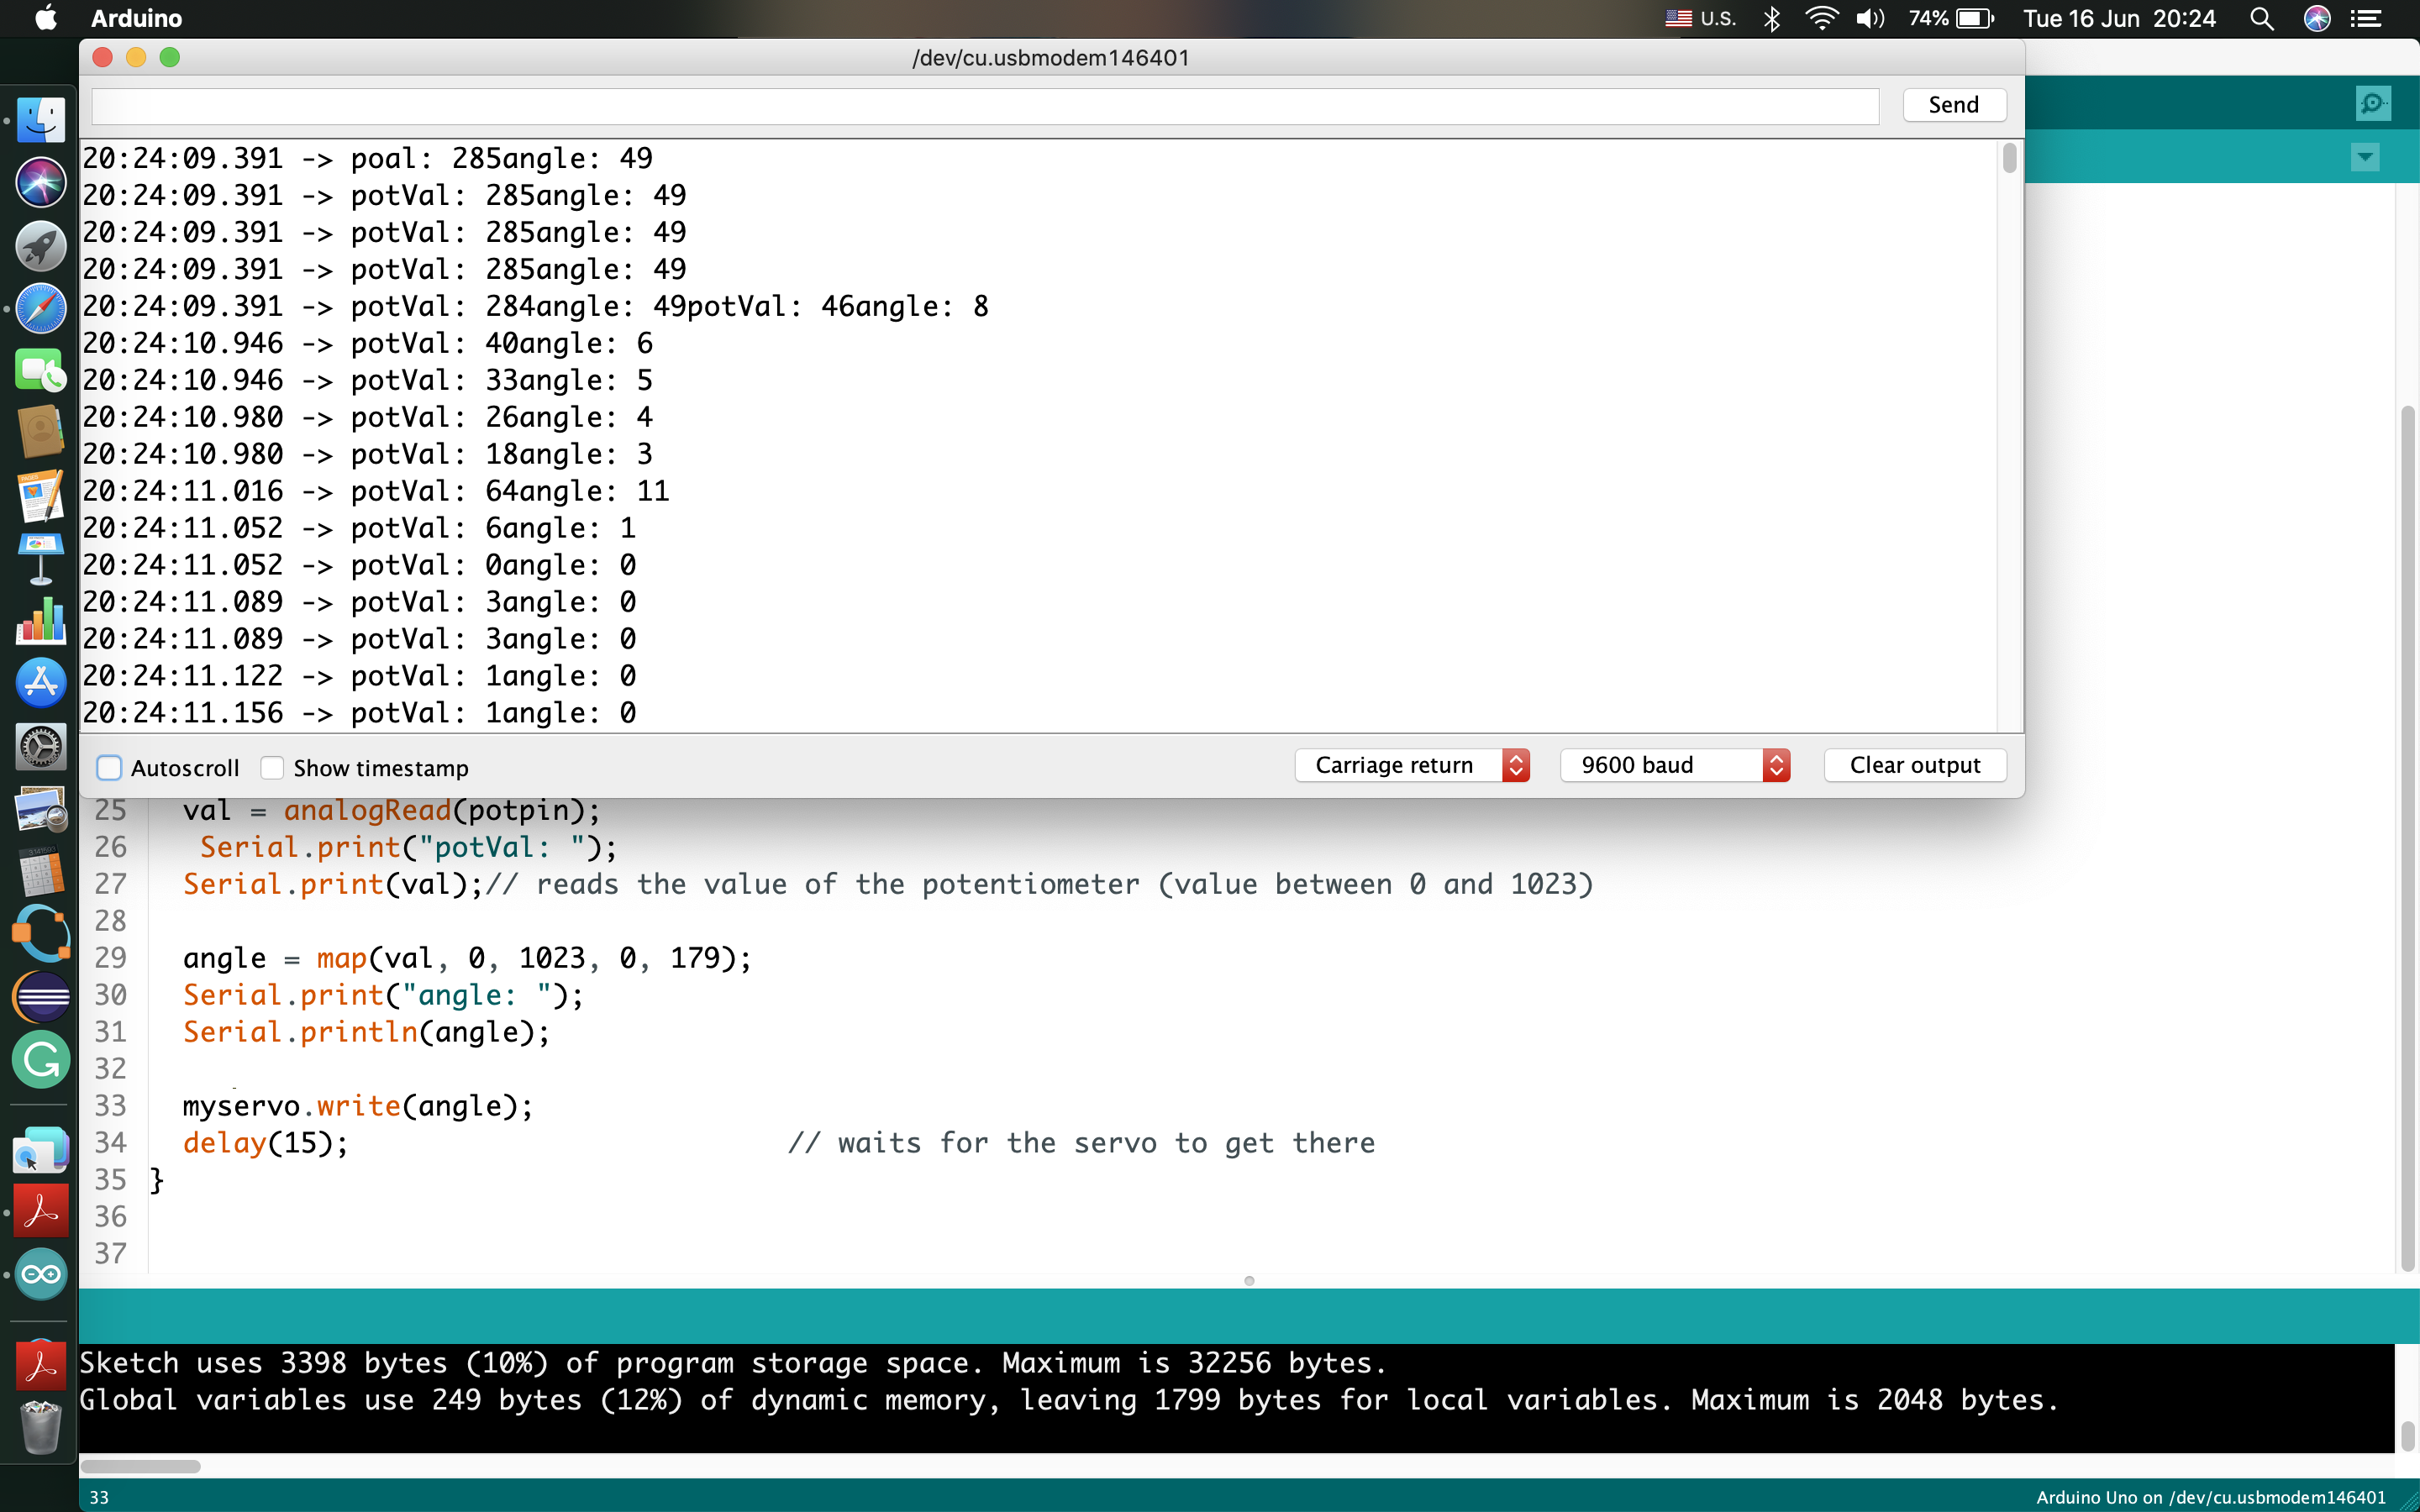 Arduino
U.S.
74%
Tue 16 Jun 20:24
/dev/cu.usbmodem146401
Send
20:24:09.391 -> poal: 285angle: 49
20:24:09.391 -> potVal: 285angle: 49
20:24:09.391 -> potVal: 285angle: 49
20:24:09.391 -> potVal: 285angle: 49
20:24:09.391 -> potVal: 284angle: 49potVal: 46angle: 8
20:24:10.946 -> potVal: 40angle: 6
20:24:10.946 -> potVal: 33angle: 5
20:24:10.980 -> potVal: 26angle: 4
20:24:10.980 -> potVal: 18angle: 3
20:24:11.016 -> potVal: 64angle: 11
20:24:11.052 -> potVal: 6angle: 1
20:24:11.052 -> potVal: 0angle: 0
20:24:11.089 -> potVal: 3angle: 0
20:24:11.089 -> potVal: 3angle: 0
20:24:11.122 -> potVal: 1angle: 0
20:24:11.156 -> potVal: 1angle: 0
Autoscroll
Show timestamp
Carriage return
9600 baud
Clear output
25 val = analogRead(potpin);
26 Serial.print("potVal: ");
27 Serial.print(val);// reads the value of the potentiometer (value between 0 and 1023)
28
29 angle = map(val, 0, 1023, 0, 179);
30 Serial.print("angle: ");
31 Serial.println(angle);
32
33 myservo.write(angle);
34 delay(15); // waits for the servo to get there
35 }
36
37
Sketch uses 3398 bytes (10%) of program storage space. Maximum is 32256 bytes.
Global variables use 249 bytes (12%) of dynamic memory, leaving 1799 bytes for local variables. Maximum is 2048 bytes.
33
Arduino Uno on /dev/cu.usbmodem146401